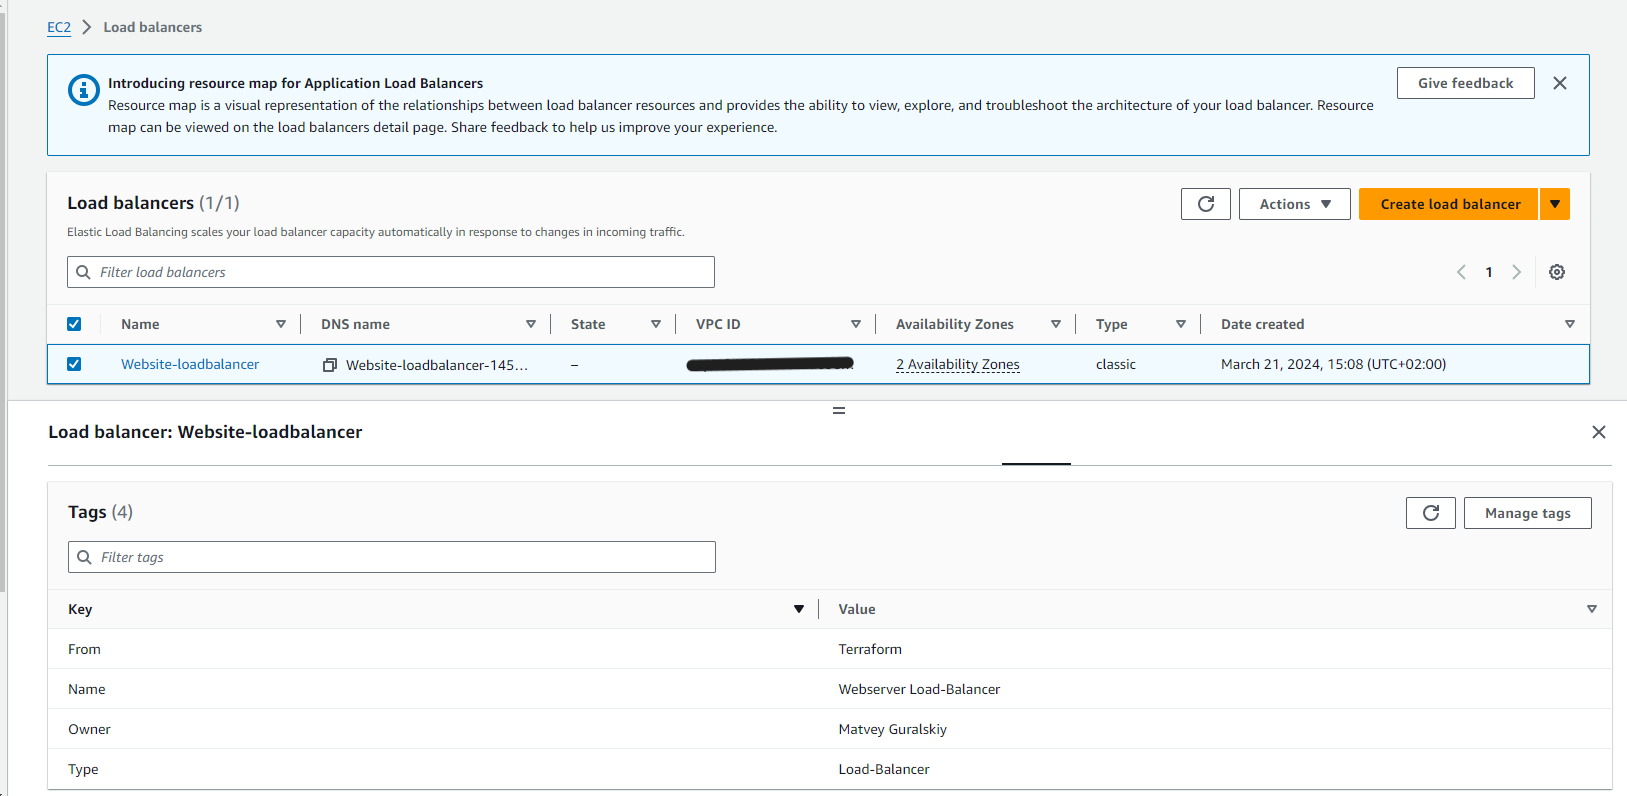 EC2 > Load balancers
Introducing resource map for Application Load Balancers
Resource map is a visual representation of the relationships between load balancer resources and provides the ability to view, explore, and troubleshoot the architecture of your load balancer. Resource
map can be viewed on the load balancers detail page. Share feedback to help us improve your experience.
Give feedback
Load balancers (1/1)
Actions
Create load balancer
Elastic Load Balancing scales your load balancer capacity automatically in response to changes in incoming traffic.
Filter load balancers
1
Name DNS name State VPC ID Availability Zones Type Date created
Website-loadbalancer Website-loadbalancer-145... – 2 Availability Zones classic March 21, 2024, 15:08 (UTC+02:00)
Load balancer: Website-loadbalancer
Tags (4)
Manage tags
Filter tags
Key Value
From Terraform
Name Webserver Load-Balancer
Owner Matvey Guralskiy
Type Load-Balancer